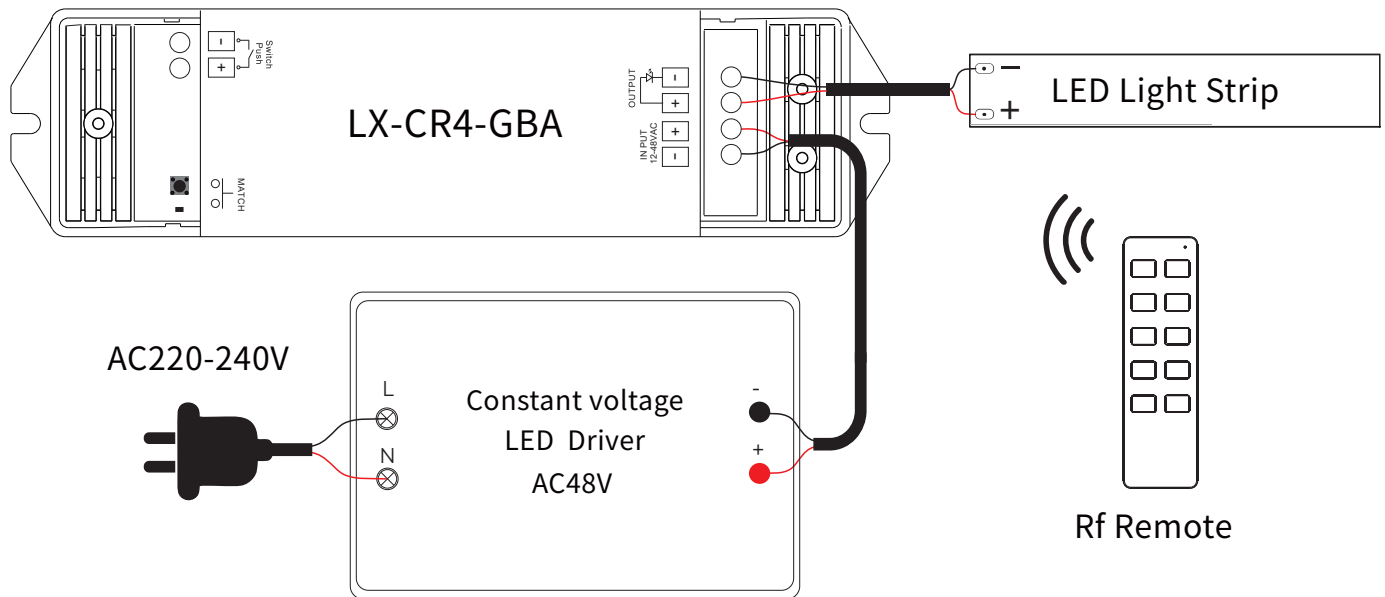 -
+
Switch
Push
LX-CR4-GBA
MATCH
OUTPUT
-
+
IN PUT
12-48VAC
+
-
LED Light Strip
−
+
AC220-240V
L
N
Constant voltage
LED Driver
AC48V
-
+
Rf Remote